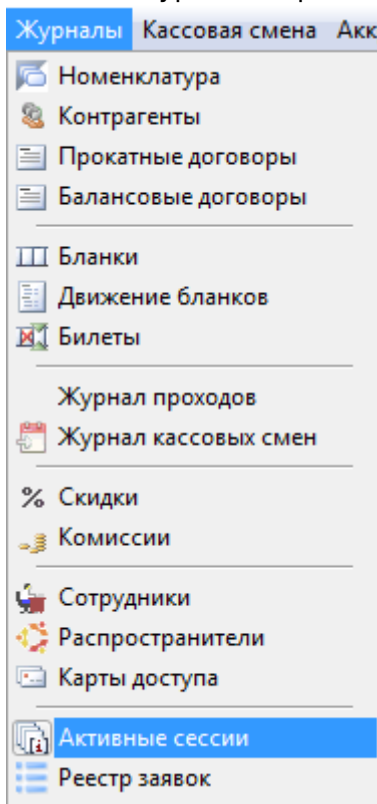 Журналы Кассовая смена Акк
Номенклатура
Контрагенты
Прокатные договоры
Балансовые договоры
Бланки
Движение бланков
Билеты
Журнал проходов
Журнал кассовых смен
% Скидки
Комиссии
Сотрудники
Распространители
Карты доступа
Активные сессии
Реестр заявок